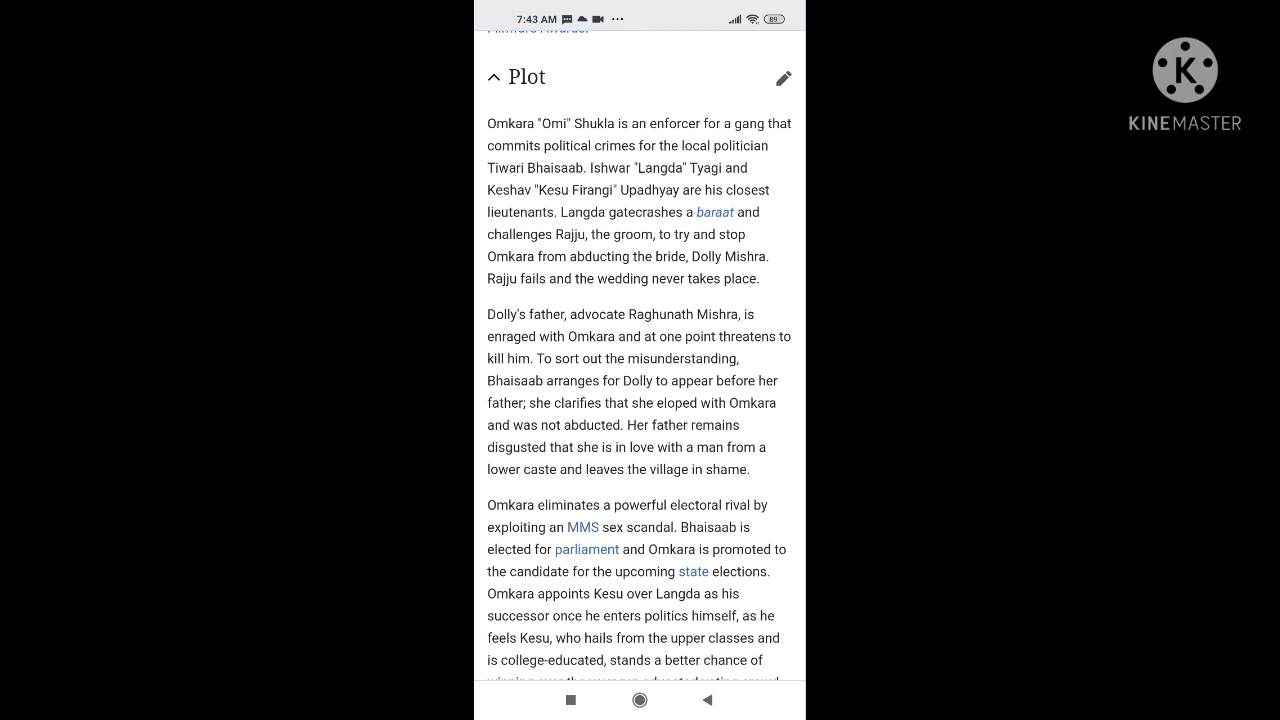 7:43 AM
89
Plot
Omkara "Omi" Shukla is an enforcer for a gang that
commits political crimes for the local politician
Tiwari Bhaisaab. Ishwar "Langda" Tyagi and
Keshav "Kesu Firangi" Upadhyay are his closest
lieutenants. Langda gatecrashes a baraat and
challenges Rajju, the groom, to try and stop
Omkara from abducting the bride, Dolly Mishra.
Rajju fails and the wedding never takes place.
Dolly's father, advocate Raghunath Mishra, is
enraged with Omkara and at one point threatens to
kill him. To sort out the misunderstanding,
Bhaisaab arranges for Dolly to appear before her
father; she clarifies that she eloped with Omkara
and was not abducted. Her father remains
disgusted that she is in love with a man from a
lower caste and leaves the village in shame.
Omkara eliminates a powerful electoral rival by
exploiting an MMS sex scandal. Bhaisaab is
elected for parliament and Omkara is promoted to
the candidate for the upcoming state elections.
Omkara appoints Kesu over Langda as his
successor once he enters politics himself, as he
feels Kesu, who hails from the upper classes and
is college-educated, stands a better chance of
K
KINEMASTER